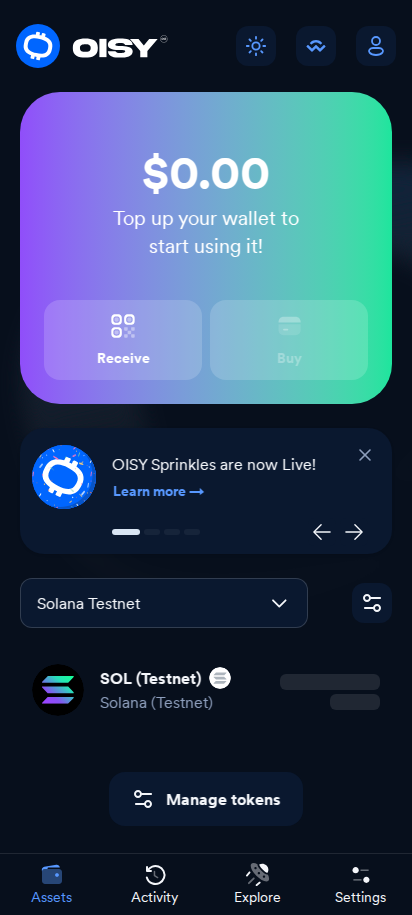 OISY
$0.00
Top up your wallet to
start using it!
Receive
Buy
OISY Sprinkles are now Live!
Learn more →
Solana Testnet
SOL (Testnet)
Solana (Testnet)
Manage tokens
Assets
Activity
Explore
Settings